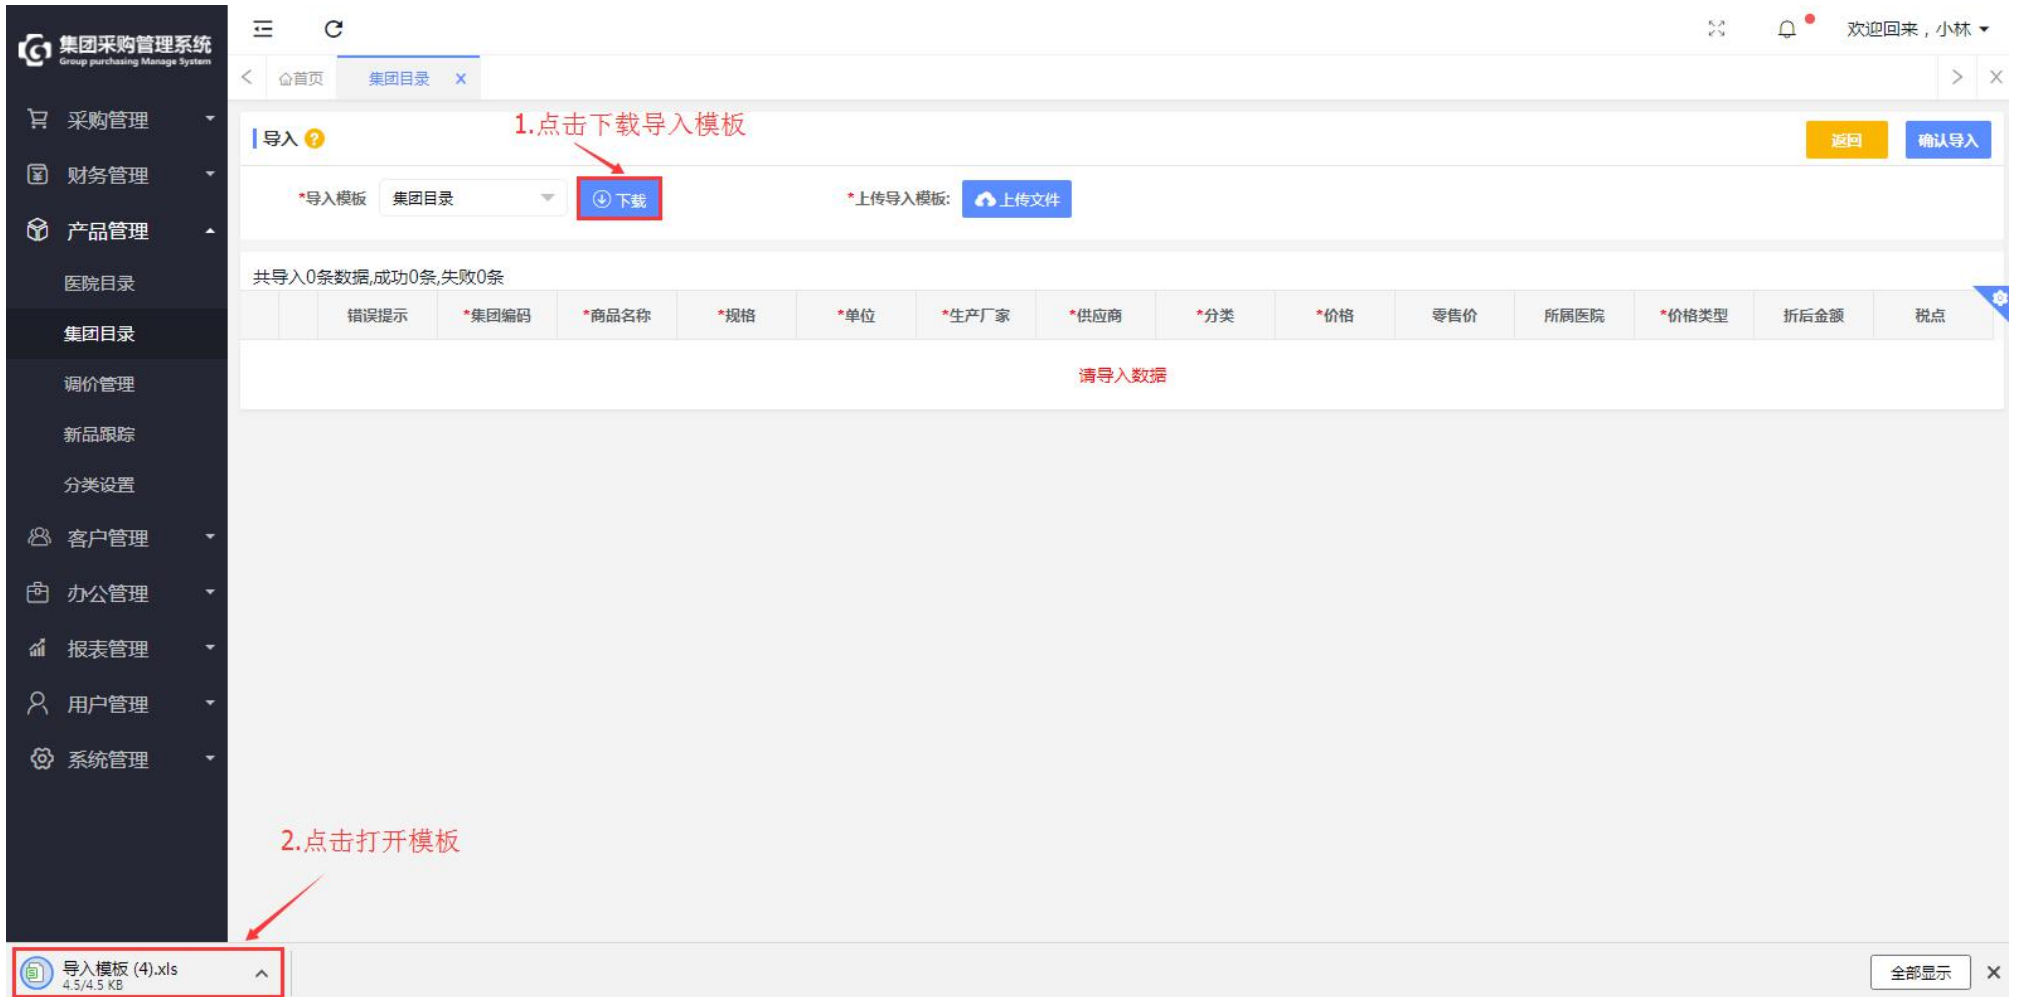 集团采购管理系统
Group purchasing Manage System
欢迎回来，小林
首页
集团目录
采购管理
财务管理
产品管理
医院目录
集团目录
调价管理
新品跟踪
分类设置
客户管理
办公管理
报表管理
用户管理
系统管理
导入
1.点击下载导入模板
返回
确认导入
*导入模板 集团目录 下载 *上传导入模板: 上传文件
共导入0条数据,成功0条,失败0条
错误提示 *集团编码 *商品名称 *规格 *单位 *生产厂家 *供应商 *分类 *价格 零售价 所属医院 *价格类型 折后金额 税点
请导入数据
2.点击打开模板
导入模板 (4).xls
4.5/4.5 KB
全部显示